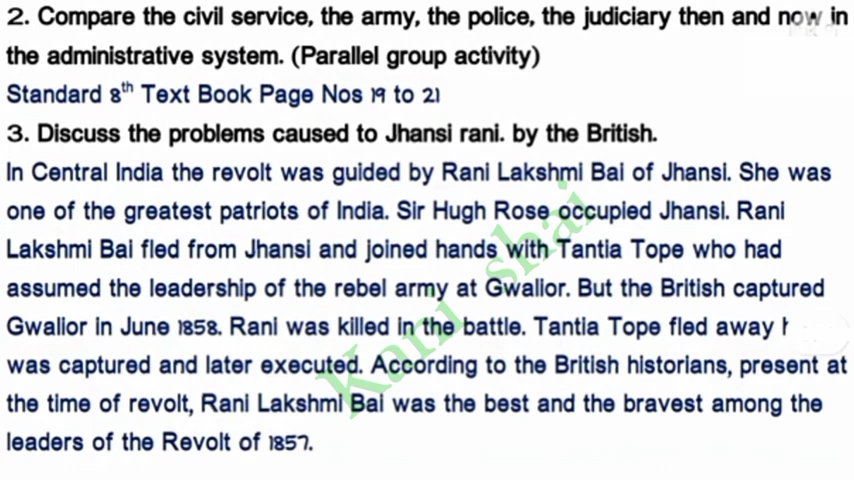 2. Compare the civil service, the army, the police, the judiciary then and now in
the administrative system. (Parallel group activity)
Standard 8th Text Book Page Nos 19 to 21
3. Discuss the problems caused to Jhansi rani. by the British.
In Central India the revolt was guided by Rani Lakshmi Bai of Jhansi. She was
one of the greatest patriots of India. Sir Hugh Rose occupied Jhansi. Rani
Lakshmi Bai fled from Jhansi and joined hands with Tantia Tope who had
assumed the leadership of the rebel army at Gwalior. But the British captured
Gwalior in June 1858. Rani was killed in the battle. Tantia Tope fled away
was captured and later executed. According to the British historians, present at
the time of revolt, Rani Lakshmi Bai was the best and the bravest among the
leaders of the Revolt of 1857.
Kani shai